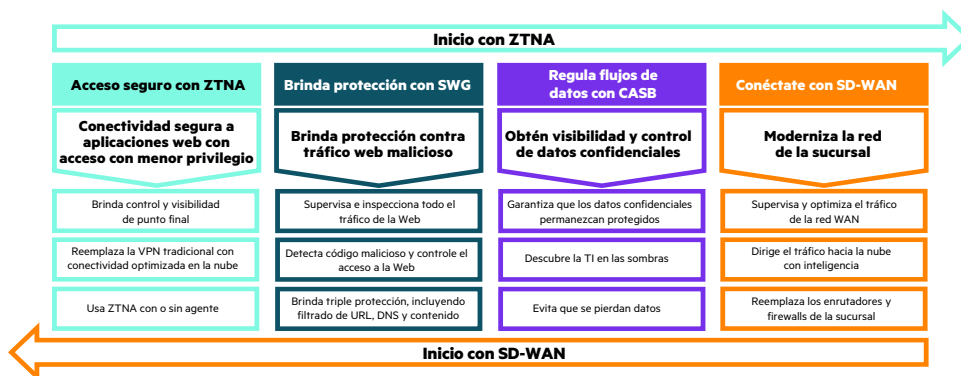 Inicio con ZTNA
Acceso seguro con ZTNA
Conectividad segura a
aplicaciones web con
acceso con menor privilegio
Brinda control y visibilidad
de punto final
Reemplaza la VPN tradicional con
conectividad optimizada en la nube
Usa ZTNA con o sin agente
Brinda protección con SWG
Brinda protección contra
tráfico web malicioso
Supervisa e inspecciona todo el
tráfico de la Web
Detecta código malicioso y controle el
acceso a la Web
Brinda triple protección, incluyendo
filtrado de URL, DNS y contenido
Regula flujos de
datos con CASB
Obtén visibilidad y control
de datos confidenciales
Garantiza que los datos confidenciales
permanezcan protegidos
Descubre la TI en las sombras
Evita que se pierdan datos
Conéctate con SD-WAN
Moderniza la red
de la sucursal
Supervisa y optimiza el tráfico
de la red WAN
Dirige el tráfico hacia la nube
con inteligencia
Reemplaza los enrutadores y
firewalls de la sucursal
Inicio con SD-WAN